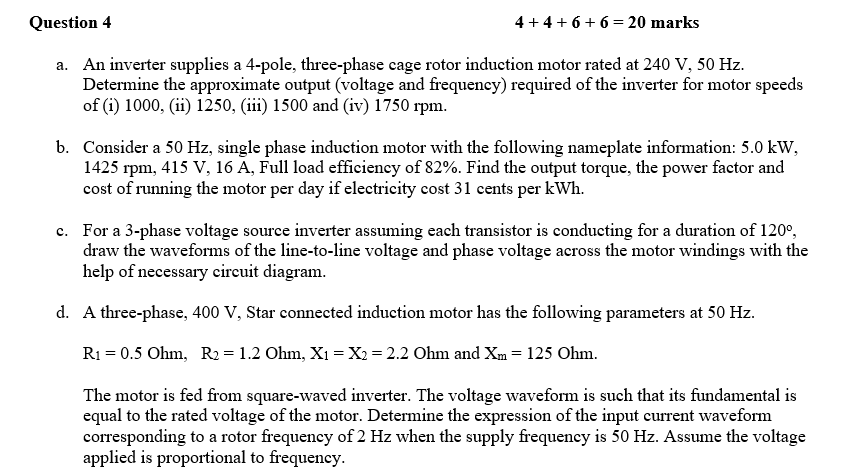 Question 4 4 + 4 + 6 + 6 = 20 marks
a. An inverter supplies a 4-pole, three-phase cage rotor induction motor rated at 240 V, 50 Hz.
Determine the approximate output (voltage and frequency) required of the inverter for motor speeds
of (i) 1000, (ii) 1250, (iii) 1500 and (iv) 1750 rpm.
b. Consider a 50 Hz, single phase induction motor with the following nameplate information: 5.0 kW,
1425 rpm, 415 V, 16 A, Full load efficiency of 82%. Find the output torque, the power factor and
cost of running the motor per day if electricity cost 31 cents per kWh.
c. For a 3-phase voltage source inverter assuming each transistor is conducting for a duration of 120°,
draw the waveforms of the line-to-line voltage and phase voltage across the motor windings with the
help of necessary circuit diagram.
d. A three-phase, 400 V, Star connected induction motor has the following parameters at 50 Hz.
R₁ = 0.5 Ohm, R₂ = 1.2 Ohm, X₁ = X₂ = 2.2 Ohm and Xₘ = 125 Ohm.
The motor is fed from square-waved inverter. The voltage waveform is such that its fundamental is
equal to the rated voltage of the motor. Determine the expression of the input current waveform
corresponding to a rotor frequency of 2 Hz when the supply frequency is 50 Hz. Assume the voltage
applied is proportional to frequency.